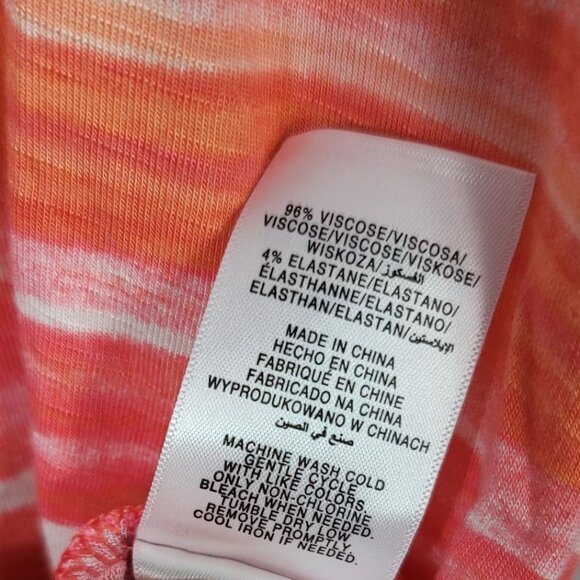 96% VISCOSE/VISCOSA/
VISCOSE/VISCOSE/VISKOSE/
WISKOZA/الفسكوز
4% ELASTANE/ELASTANO/
ÉLASTHANNE/ELASTANO/
ELASTHAN/ELASTAN/الإيلاستين
MADE IN CHINA
HECHO EN CHINA
FABRIQUÉ EN CHINE
FABRICADO NA CHINA
WYPRODUKOWANO W CHINACH
صنع في الصين
MACHINE WASH COLD
GENTLE CYCLE
WITH LIKE COLORS
ONLY NON-CHLORINE
BLEACH WHEN NEEDED.
TUMBLE DRY LOW
REMOVE PROMPTLY
COOL IRON IF NEEDED.